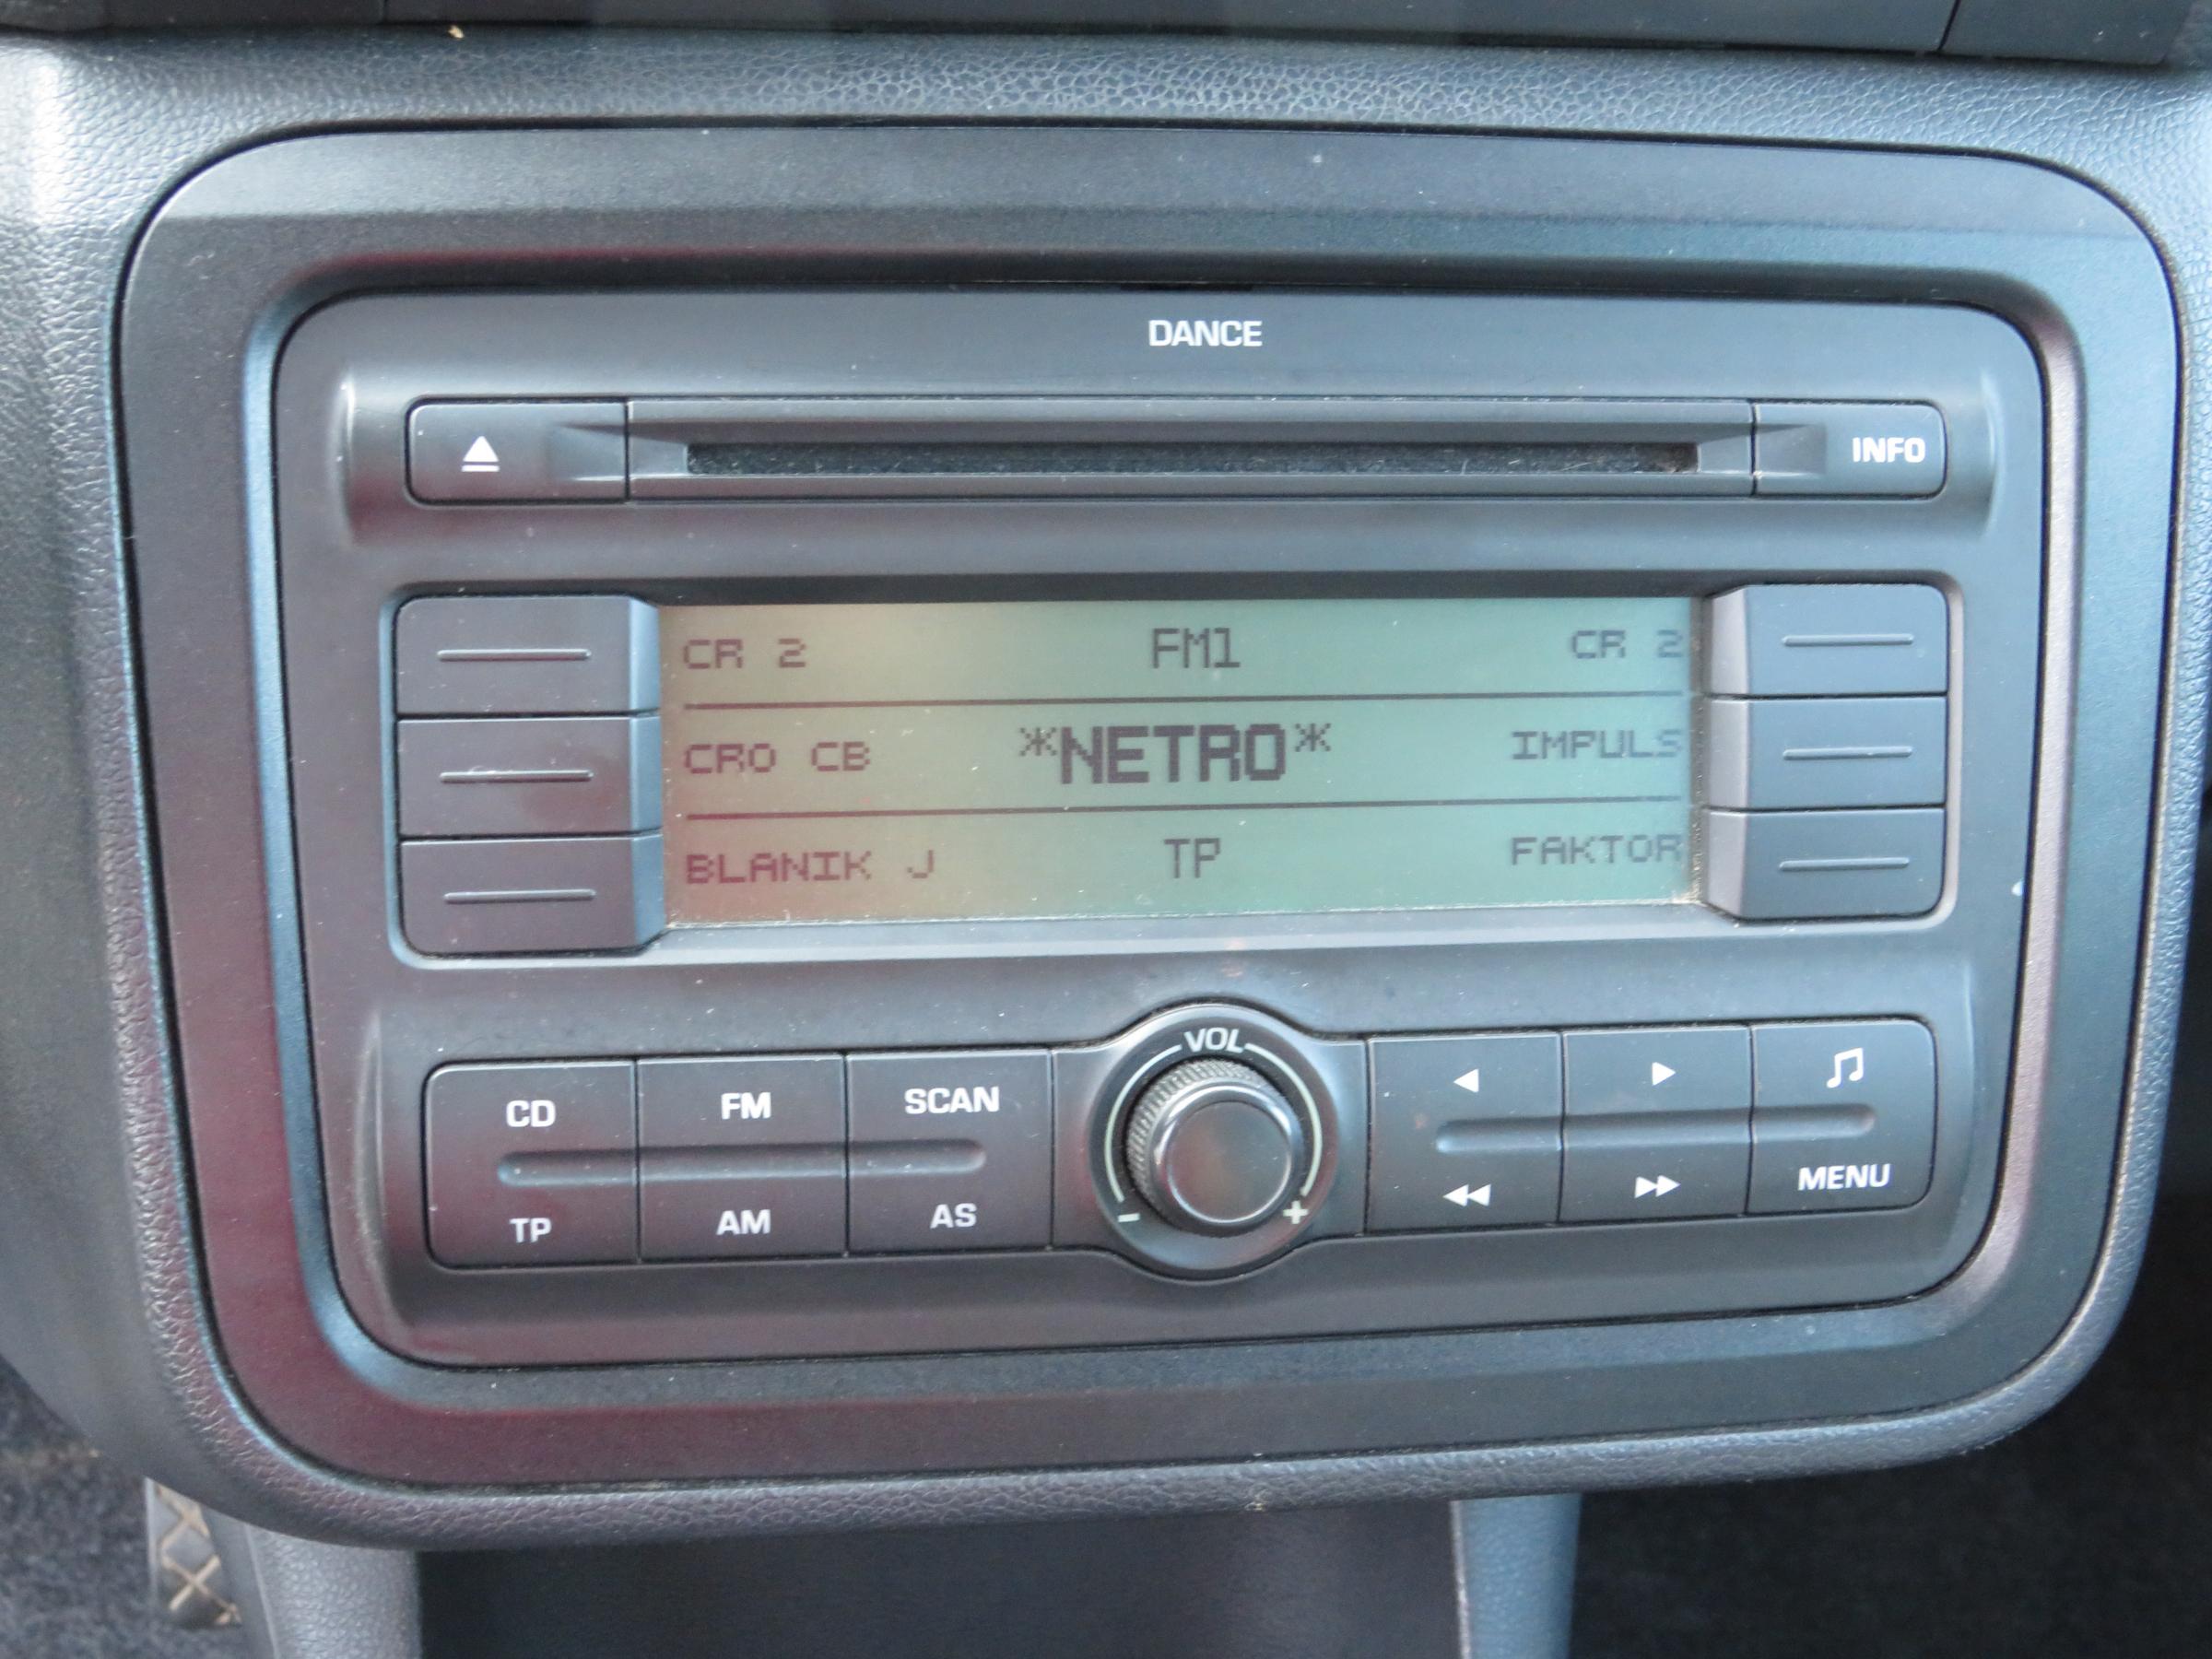 DANCE
INFO
CR 2 FM1 CR 2
CRO CB *NETRO* IMPULS
BLANIK J TP FAKTOR
VOL
CD FM SCAN
TP AM AS - + MENU